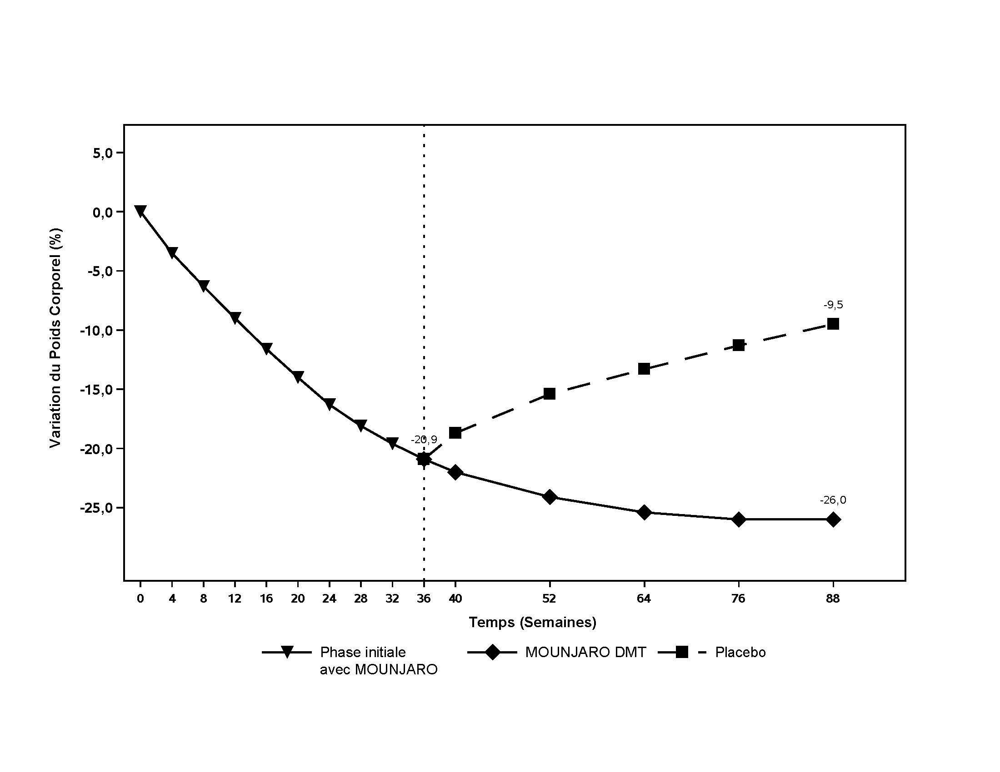 Variation du Poids Corporel (%)
5,0
0,0
-5,0
-10,0
-15,0
-20,0
-25,0
-20,9
-9,5
-26,0
0 4 8 12 16 20 24 28 32 36 40 52 64 76 88
Temps (Semaines)
Phase initiale
avec MOUNJARO
MOUNJARO DMT
Placebo